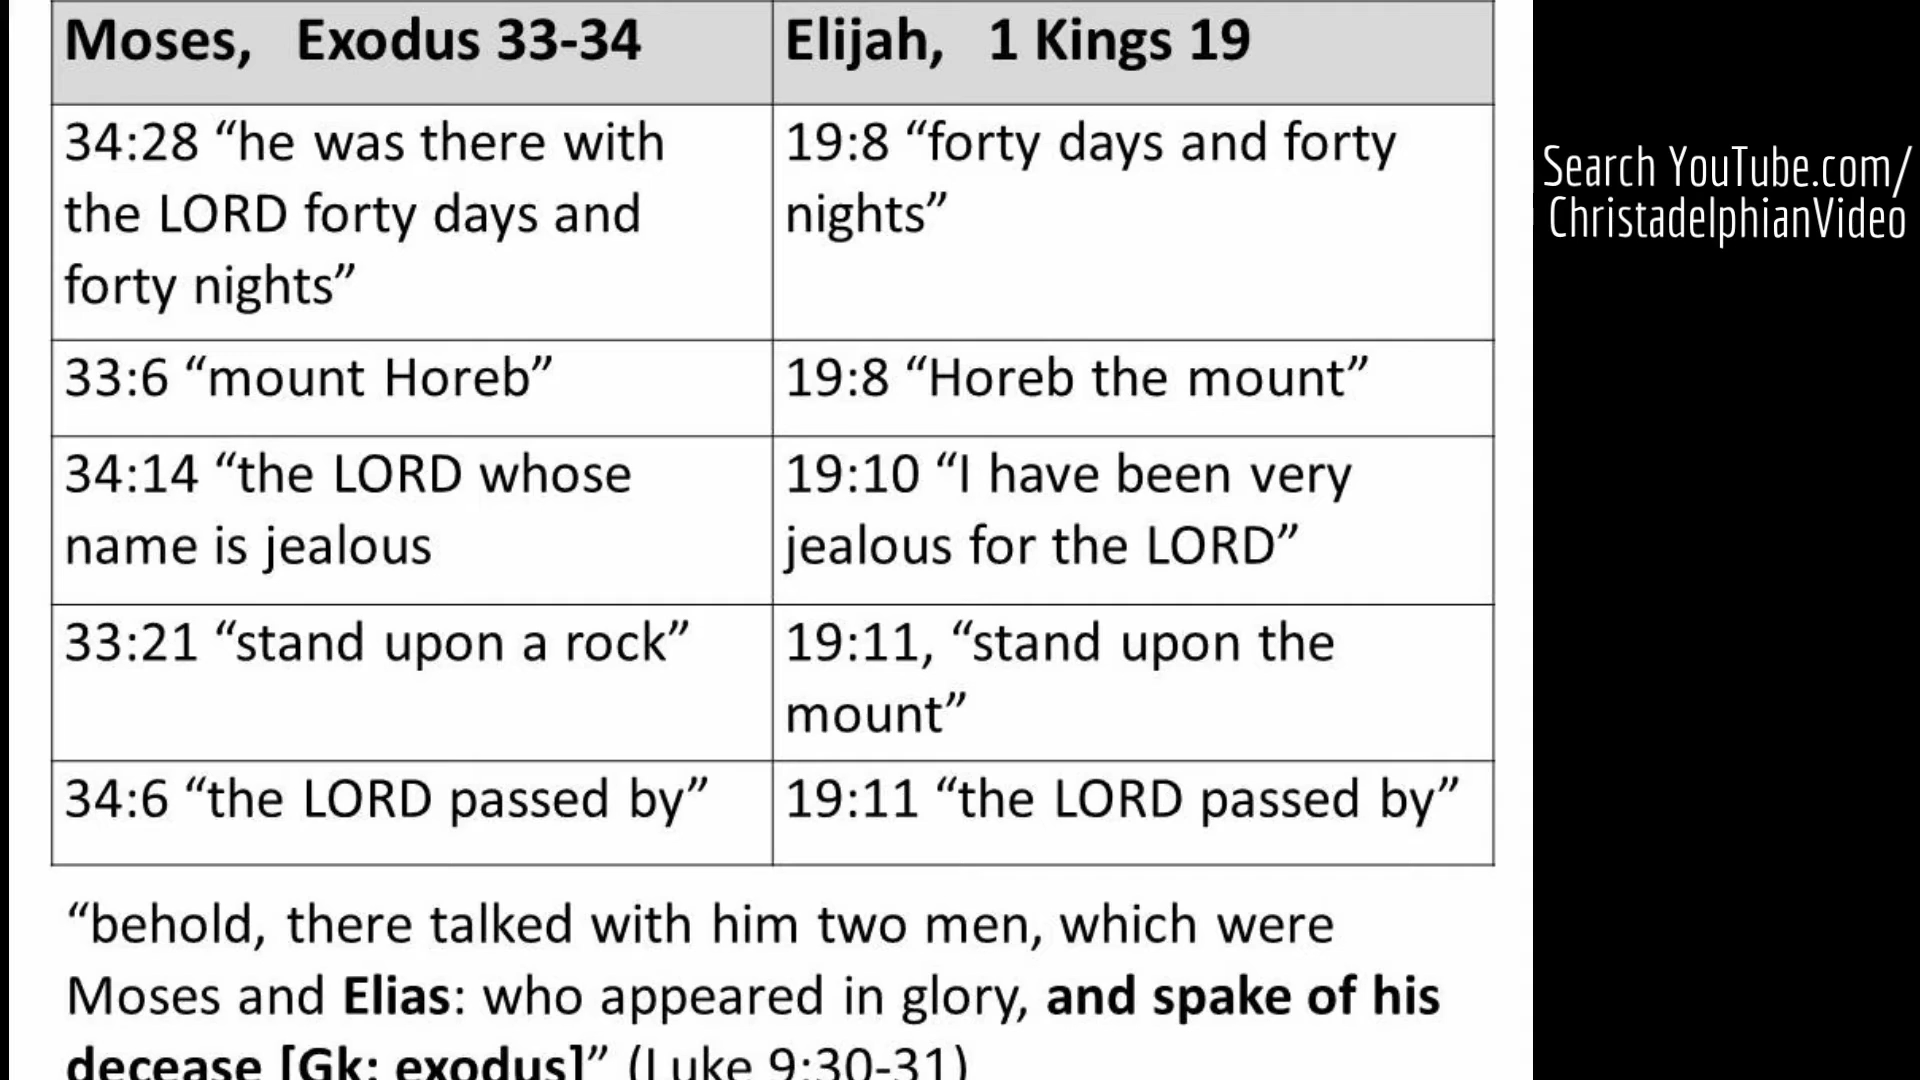 Moses, Exodus 33-34
Elijah, 1 Kings 19
34:28 “he was there with
the LORD forty days and
forty nights”
19:8 “forty days and forty
nights”
33:6 “mount Horeb”
19:8 “Horeb the mount”
34:14 “the LORD whose
name is jealous
19:10 “I have been very
jealous for the LORD”
33:21 “stand upon a rock”
19:11, “stand upon the
mount”
34:6 “the LORD passed by”
19:11 “the LORD passed by”
“behold, there talked with him two men, which were
Moses and Elias: who appeared in glory, and spake of his
decease [Gk: exodus]” (Luke 9:30-31)
Search YouTube.com/
ChristadelphianVideo